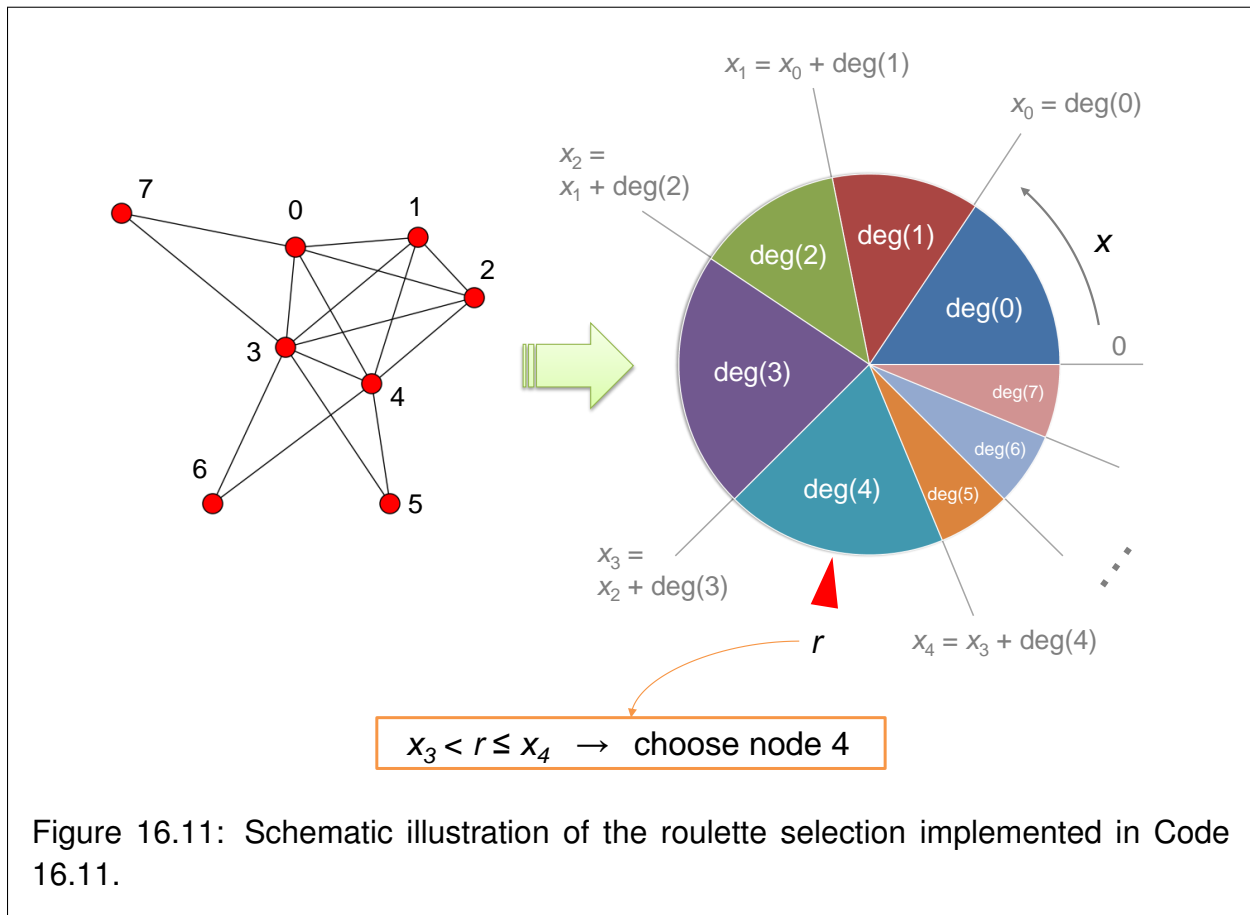 x₁ = x₀ + deg(1)
x₀ = deg(0)
x₂ =
x₁ + deg(2)
7
0
1
2
3
4
6
5
deg(1)
deg(2)
deg(0)
x
0
deg(3)
deg(7)
deg(6)
deg(4)
deg(5)
x₃ =
x₂ + deg(3)
r
x₄ = x₃ + deg(4)
x₃ < r ≤ x₄ → choose node 4
Figure 16.11: Schematic illustration of the roulette selection implemented in Code
16.11.